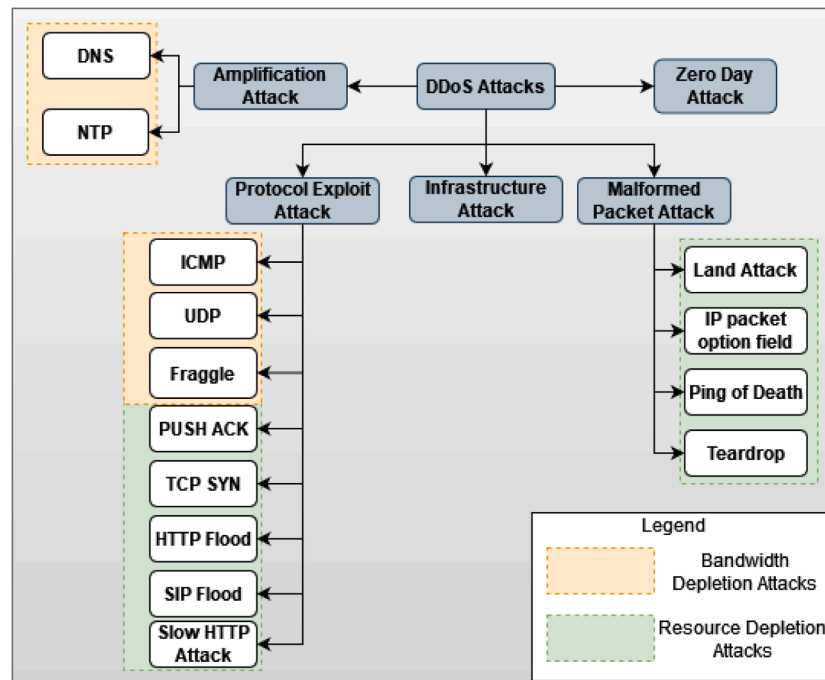 DNS
NTP
Amplification
Attack
DDoS Attacks
Zero Day
Attack
Protocol Exploit
Attack
Infrastructure
Attack
Malformed
Packet Attack
ICMP
UDP
Fraggle
PUSH ACK
TCP SYN
HTTP Flood
SIP Flood
Slow HTTP
Attack
Land Attack
IP packet
option field
Ping of Death
Teardrop
Legend
Bandwidth
Depletion Attacks
Resource Depletion
Attacks